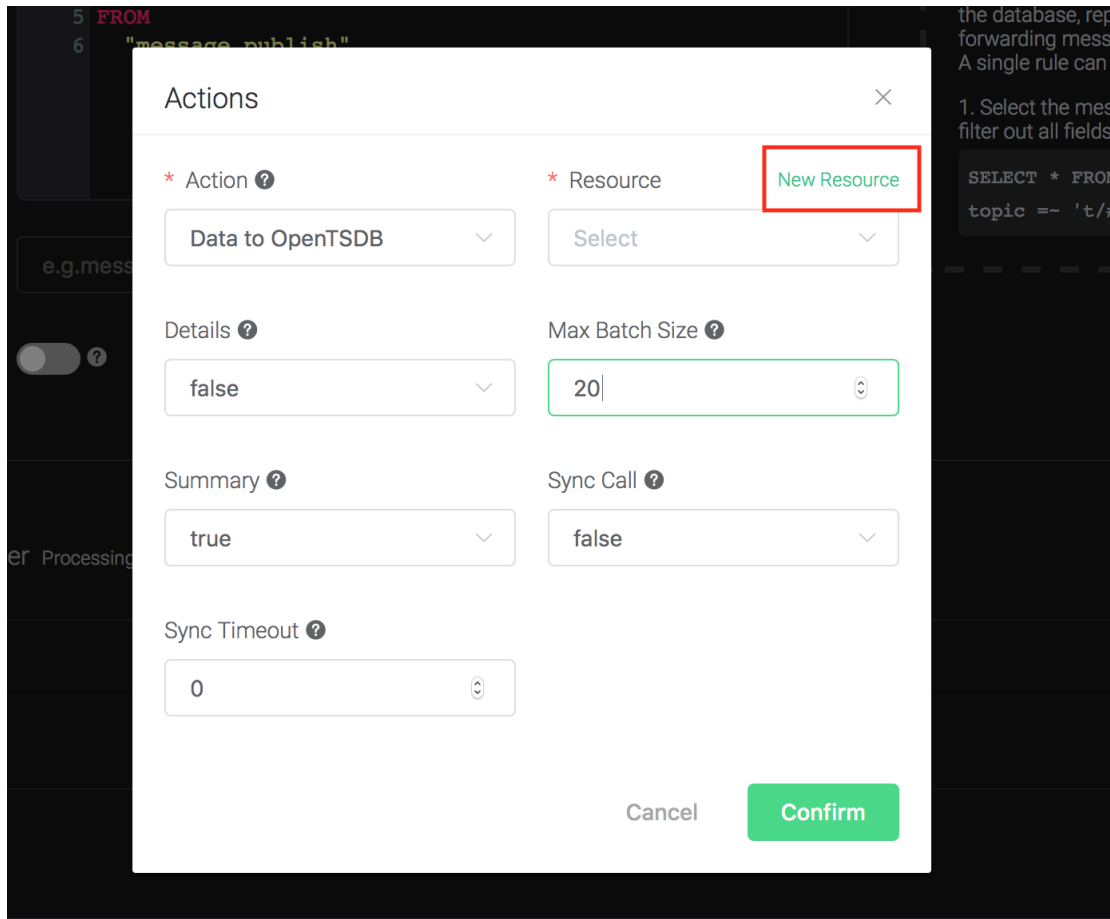 5 FROM
6 "message.publish"
the database, rep
forwarding mess
A single rule can
1. Select the mes
filter out all fields
SELECT * FROM
topic =~ 't/#
e.g.mess
er Processing
Actions
* Action ?
* Resource
New Resource
Data to OpenTSDB
Select
Details ?
Max Batch Size ?
false
20
Summary ?
Sync Call ?
true
false
Sync Timeout ?
0
Cancel
Confirm